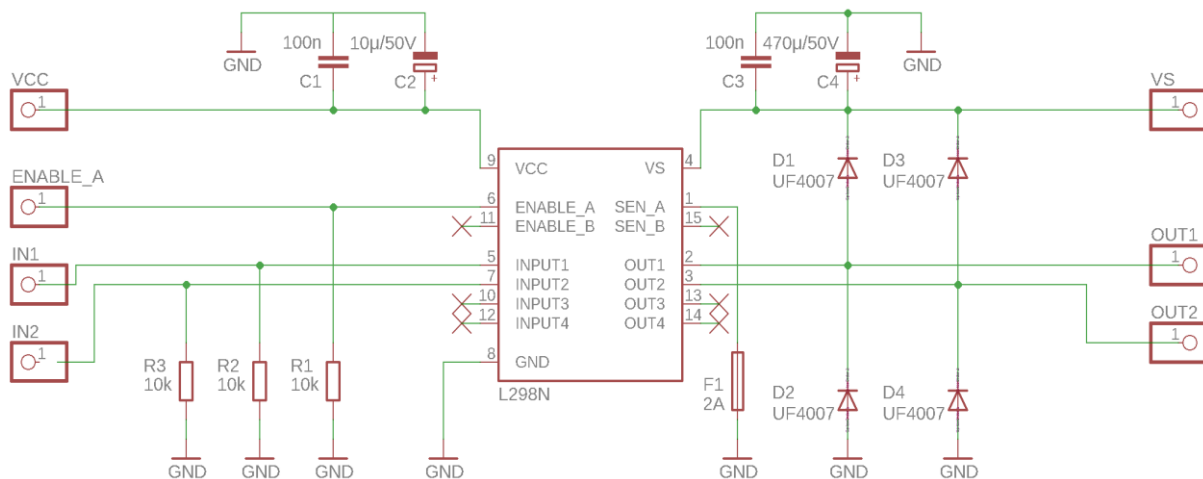 100n
10µ/50V
C1
C2
GND
100n
470µ/50V
C3
C4
GND
VCC
1
VS
1
ENABLE_A
1
IN1
1
IN2
1
9
VCC
VS
4
6
ENABLE_A
SEN_A
1
11
ENABLE_B
SEN_B
15
5
INPUT1
OUT1
2
7
INPUT2
OUT2
3
10
INPUT3
OUT3
13
12
INPUT4
OUT4
14
8
GND
L298N
D1
UF4007
D3
UF4007
OUT1
1
OUT2
1
R3
10k
R2
10k
R1
10k
F1
2A
D2
UF4007
D4
UF4007
GND
GND
GND
GND
GND
GND
GND